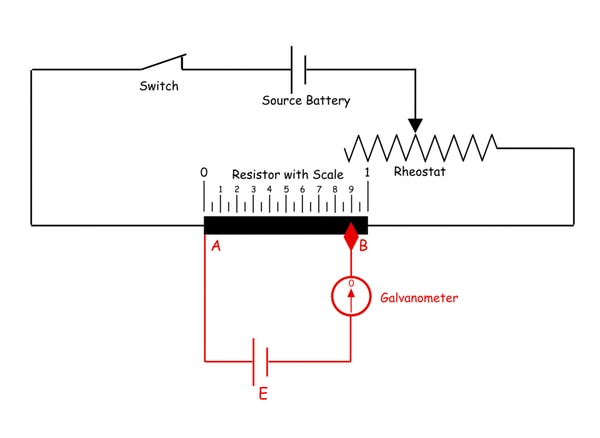 Switch
Source Battery
0 Resistor with Scale 1
Rheostat
1 2 3 4 5 6 7 8 9
A B
0
Galvanometer
E